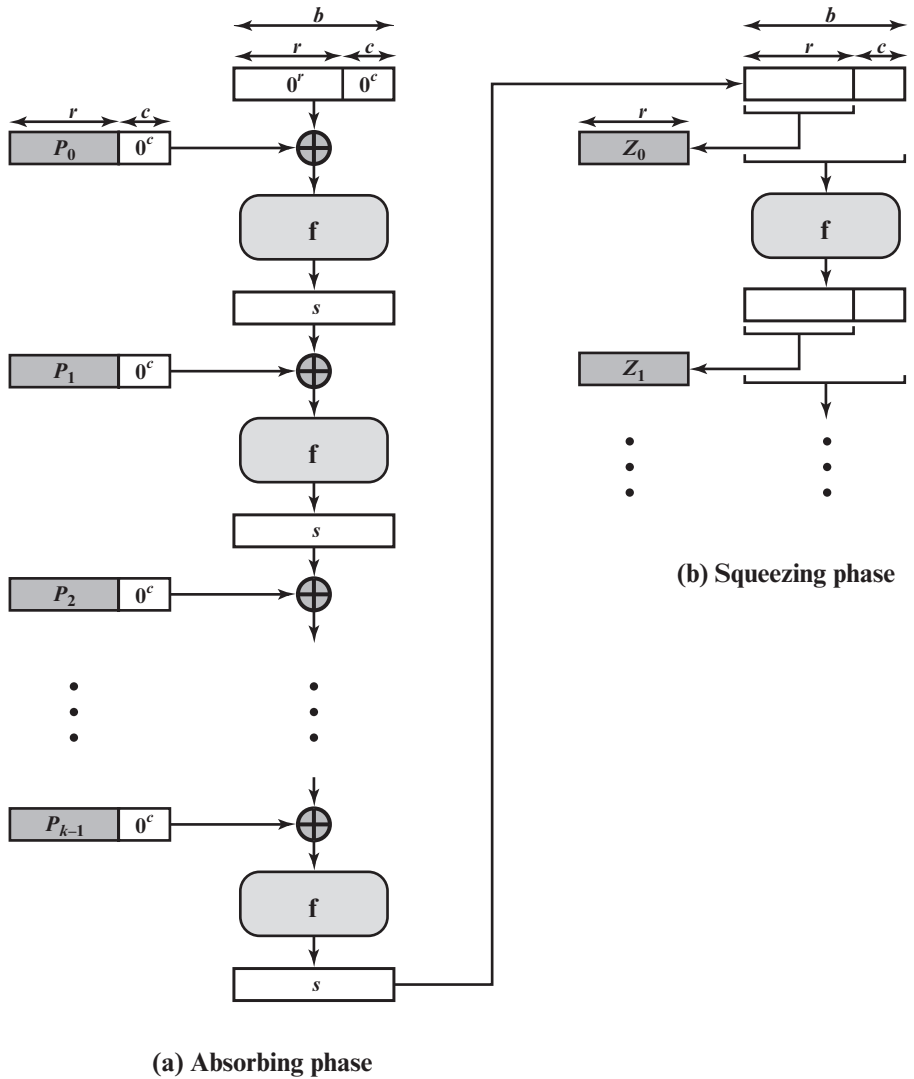 b
r c
0^r 0^c
r c
P_0 0^c
f
s
P_1 0^c
f
s
P_2 0^c
P_{k–1} 0^c
f
s
(a) Absorbing phase
b
r c
r
Z_0
f
Z_1
(b) Squeezing phase